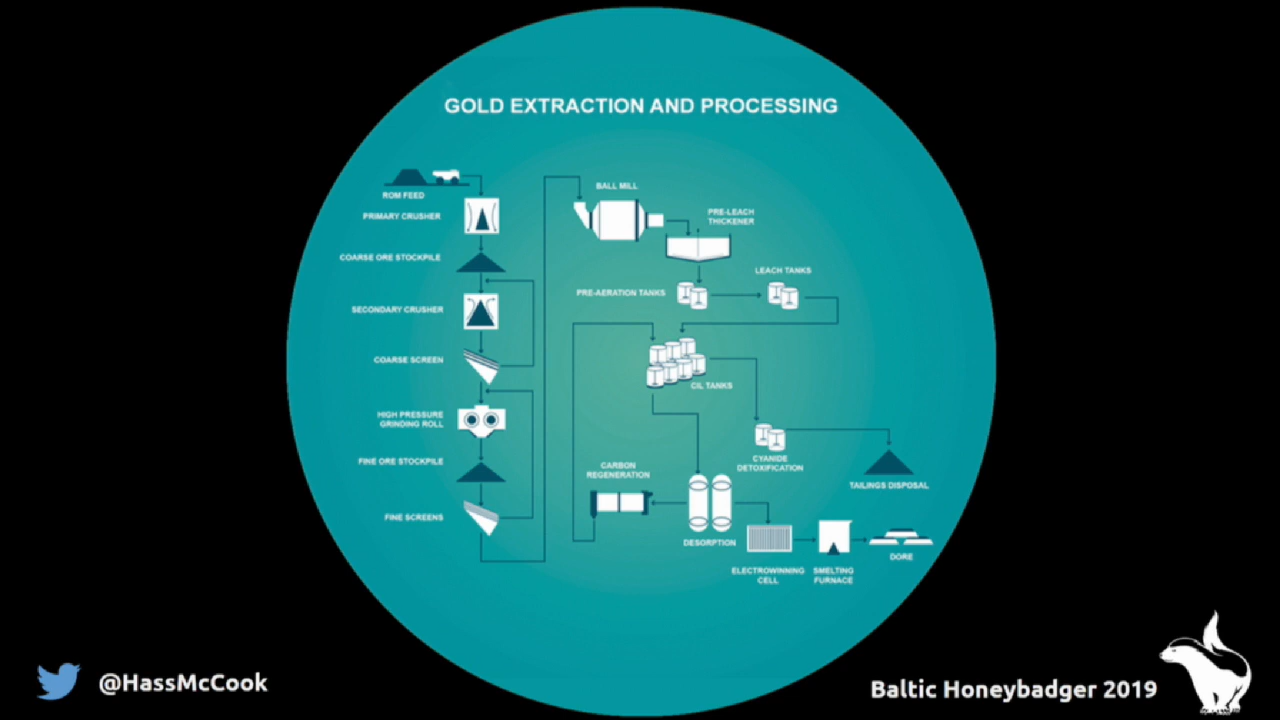 GOLD EXTRACTION AND PROCESSING
ROM FEED
PRIMARY CRUSHER
COARSE ORE STOCKPILE
SECONDARY CRUSHER
COARSE SCREEN
HIGH PRESSURE
GRINDING ROLL
FINE ORE STOCKPILE
FINE SCREENS
BALL MILL
PRE-LEACH
THICKENER
PRE-AERATION TANKS
LEACH TANKS
CIL TANKS
CYANIDE
DETOXIFICATION
TAILINGS DISPOSAL
CARBON
REGENERATION
DESORPTION
ELECTROWINNING
CELL
SMELTING
FURNACE
DORE
@HassMcCook
Baltic Honeybadger 2019